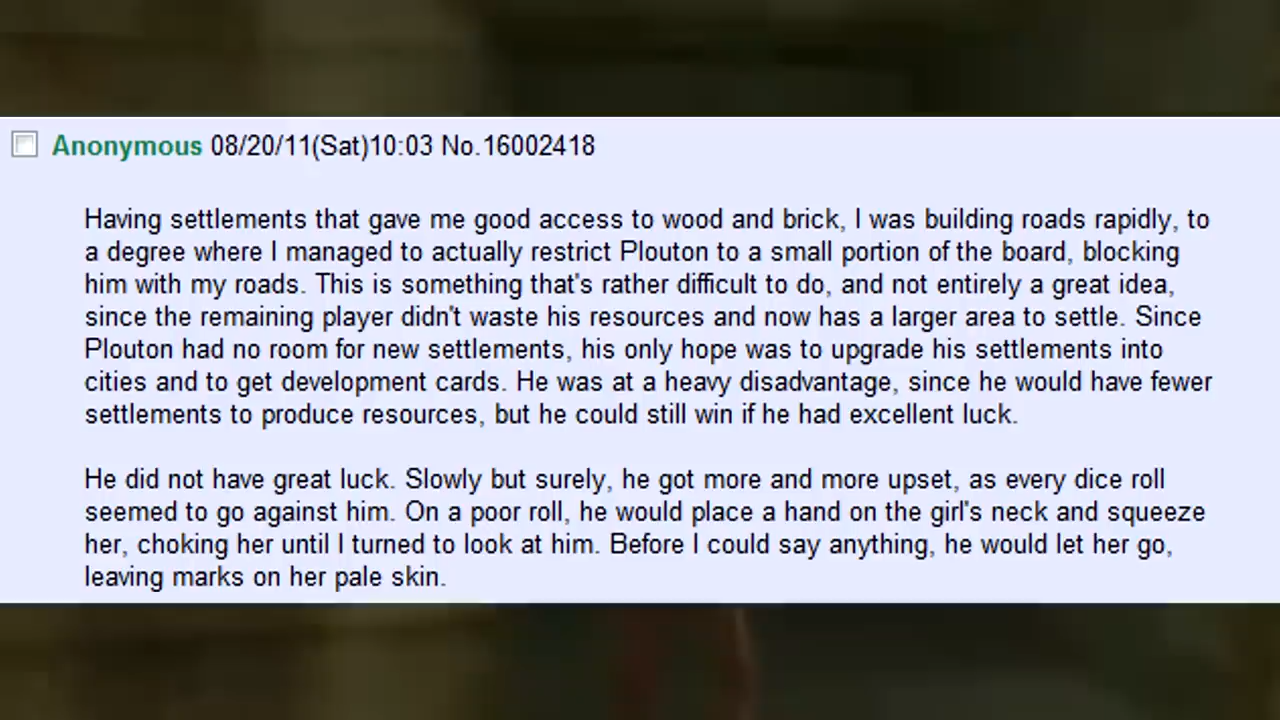 Anonymous 08/20/11(Sat)10:03 No.16002418
Having settlements that gave me good access to wood and brick, I was building roads rapidly, to
a degree where I managed to actually restrict Plouton to a small portion of the board, blocking
him with my roads. This is something that's rather difficult to do, and not entirely a great idea,
since the remaining player didn't waste his resources and now has a larger area to settle. Since
Plouton had no room for new settlements, his only hope was to upgrade his settlements into
cities and to get development cards. He was at a heavy disadvantage, since he would have fewer
settlements to produce resources, but he could still win if he had excellent luck.
He did not have great luck. Slowly but surely, he got more and more upset, as every dice roll
seemed to go against him. On a poor roll, he would place a hand on the girl's neck and squeeze
her, choking her until I turned to look at him. Before I could say anything, he would let her go,
leaving marks on her pale skin.